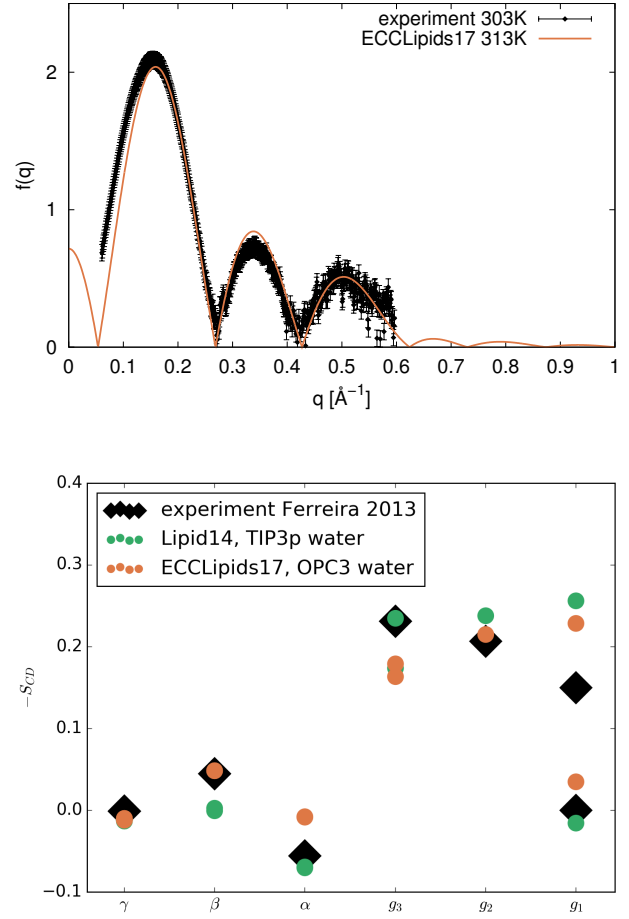 experiment 303K
ECCLipids17 313K
f(q)
2
1
0
0 0.1 0.2 0.3 0.4 0.5 0.6 0.7 0.8 0.9 1
q [Å⁻¹]
0.4
0.3
0.2
0.1
0.0
−0.1
−S_{CD}
experiment Ferreira 2013
Lipid14, TIP3p water
ECCLipids17, OPC3 water
γ β α g₃ g₂ g₁